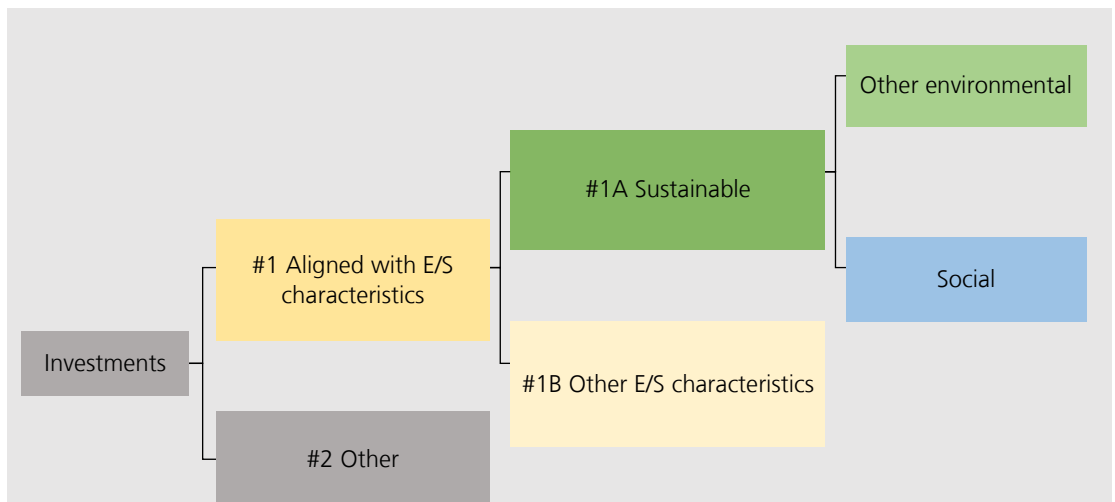 Investments
#1 Aligned with E/S
characteristics
#2 Other
#1A Sustainable
#1B Other E/S characteristics
Other environmental
Social